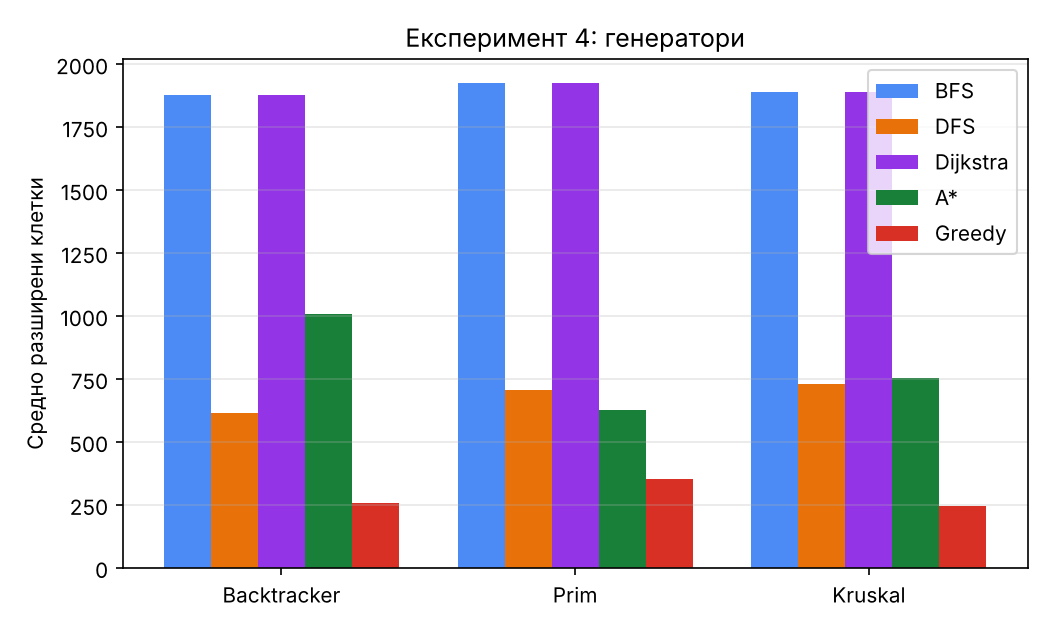 Експеримент 4: генератори
Средно разширени клетки
2000
1750
1500
1250
1000
750
500
250
0
BFS
DFS
Dijkstra
A*
Greedy
Backtracker
Prim
Kruskal